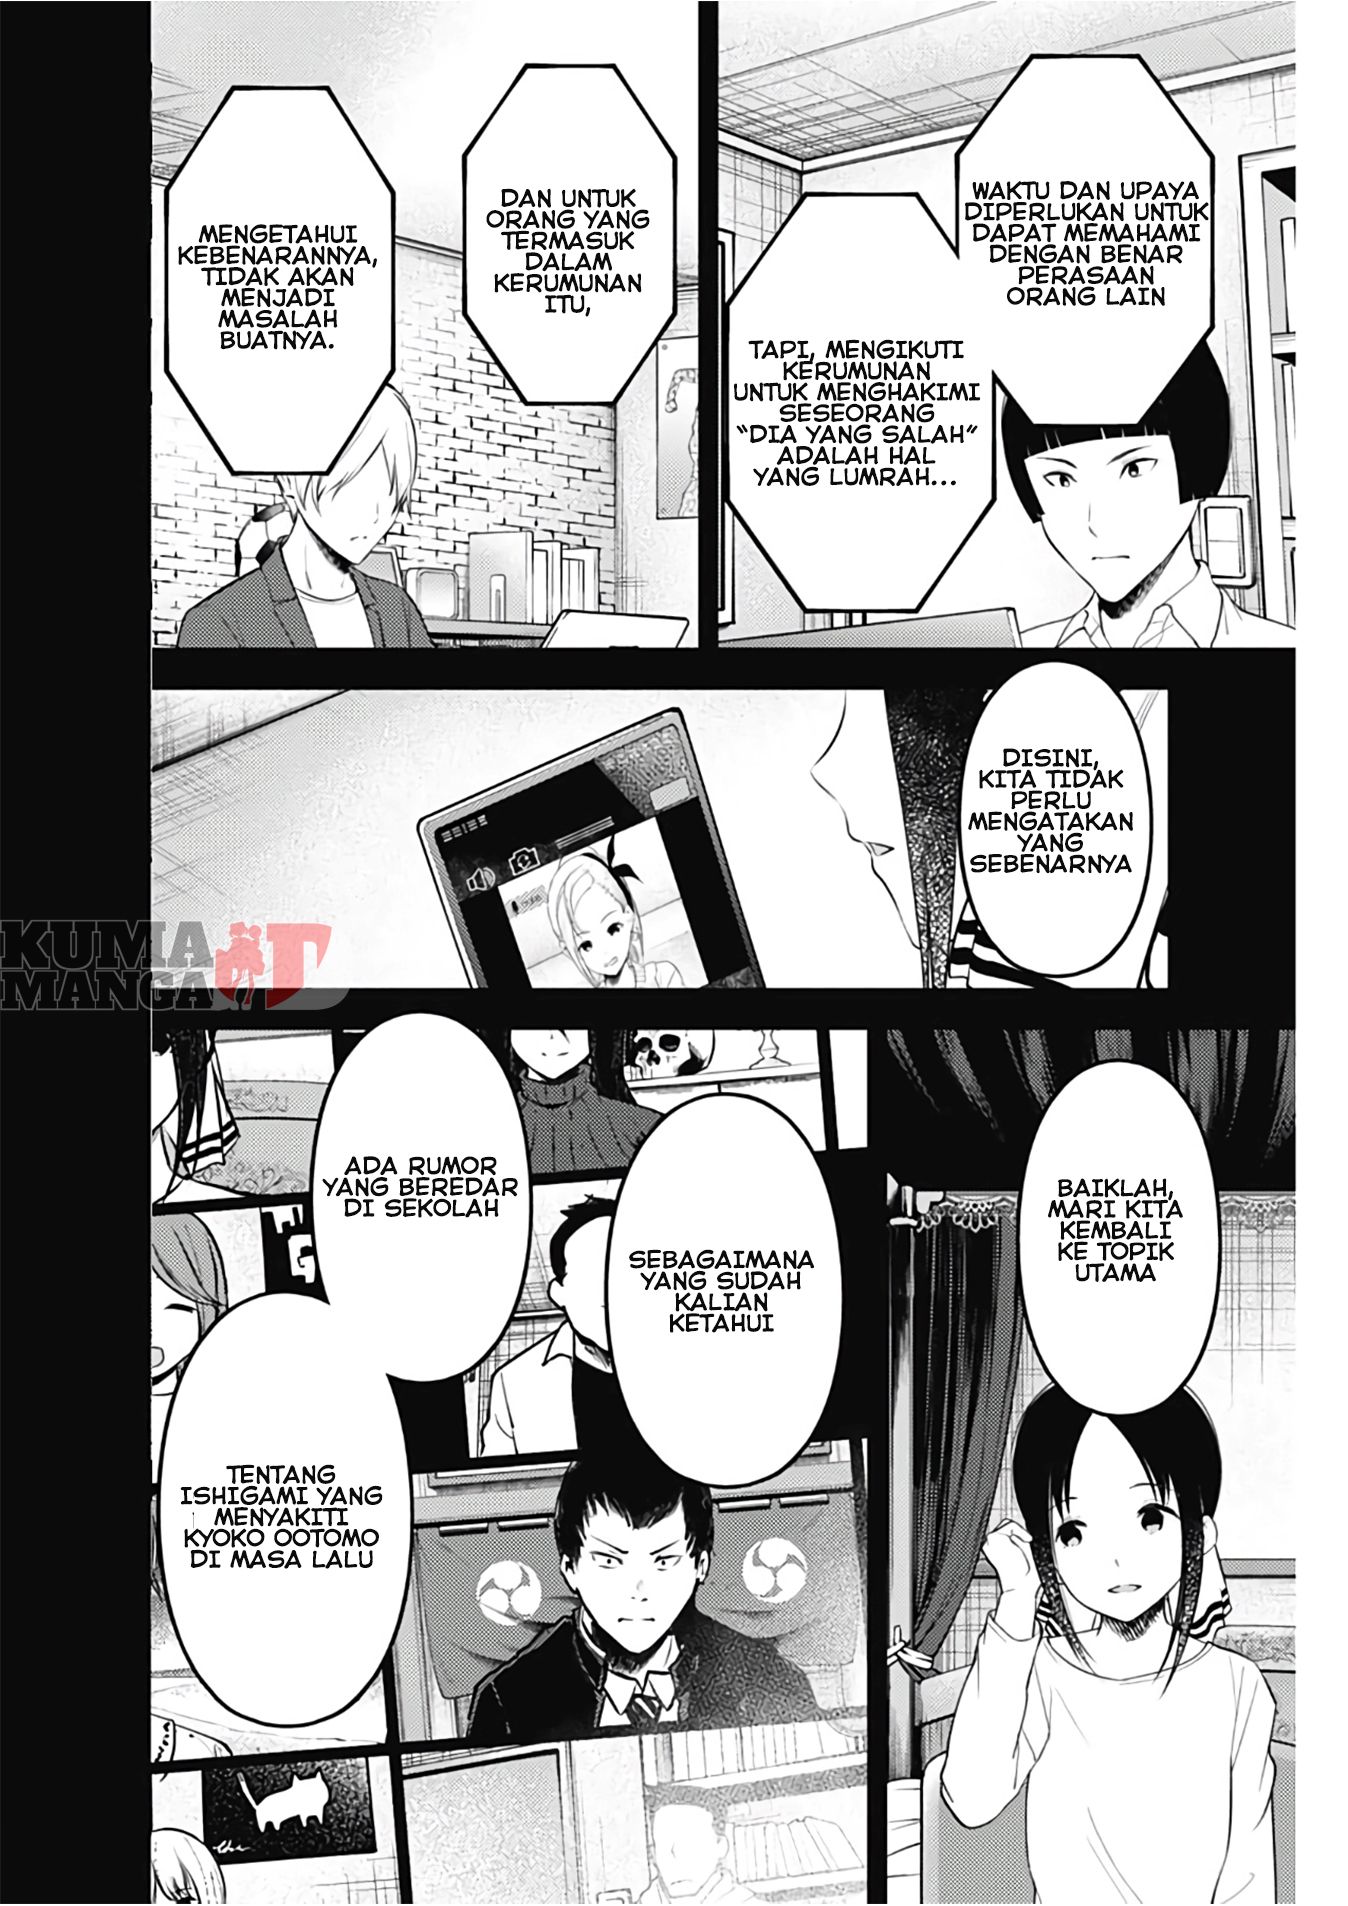 WAKTU DAN UPAYA
DIPERLUKAN UNTUK
DAPAT MEMAHAMI
DENGAN BENAR
PERASAAN
ORANG LAIN
TAPI, MENGIKUTI
KERUMUNAN
UNTUK MENGHAKIMI
SESEORANG
“DIA YANG SALAH”
ADALAH HAL
YANG LUMRAH...
DAN UNTUK
ORANG YANG
TERMASUK
DALAM
KERUMUNAN
ITU,
MENGETAHUI
KEBENARANNYA,
TIDAK AKAN
MENJADI
MASALAH
BUATNYA.
DISINI,
KITA TIDAK
PERLU
MENGATAKAN
YANG
SEBENARNYA
KUMA
MANGA ID
BAIKLAH,
MARI KITA
KEMBALI
KE TOPIK
UTAMA
SEBAGAIMANA
YANG SUDAH
KALIAN
KETAHUI
ADA RUMOR
YANG BEREDAR
DI SEKOLAH
TENTANG
ISHIGAMI YANG
MENYAKITI
KYOKO OOTOMO
DI MASA LALU